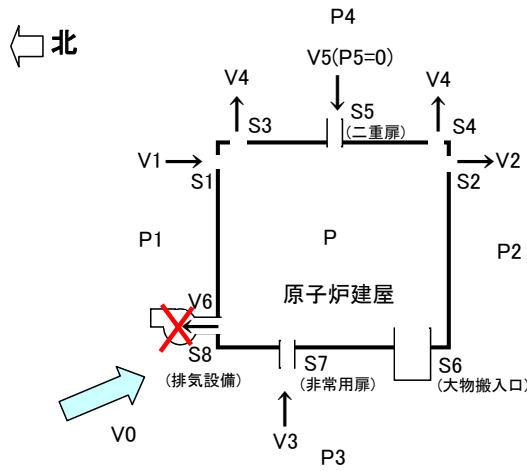 P4
北
V5(P5=0)
V4
V4
S3
S5
(二重扉)
S4
V1
S1
V2
S2
P1
P
P2
原子炉建屋
V6
S8
(排気設備)
S7
(非常用扉)
S6
(大物搬入口)
V0
V3
P3